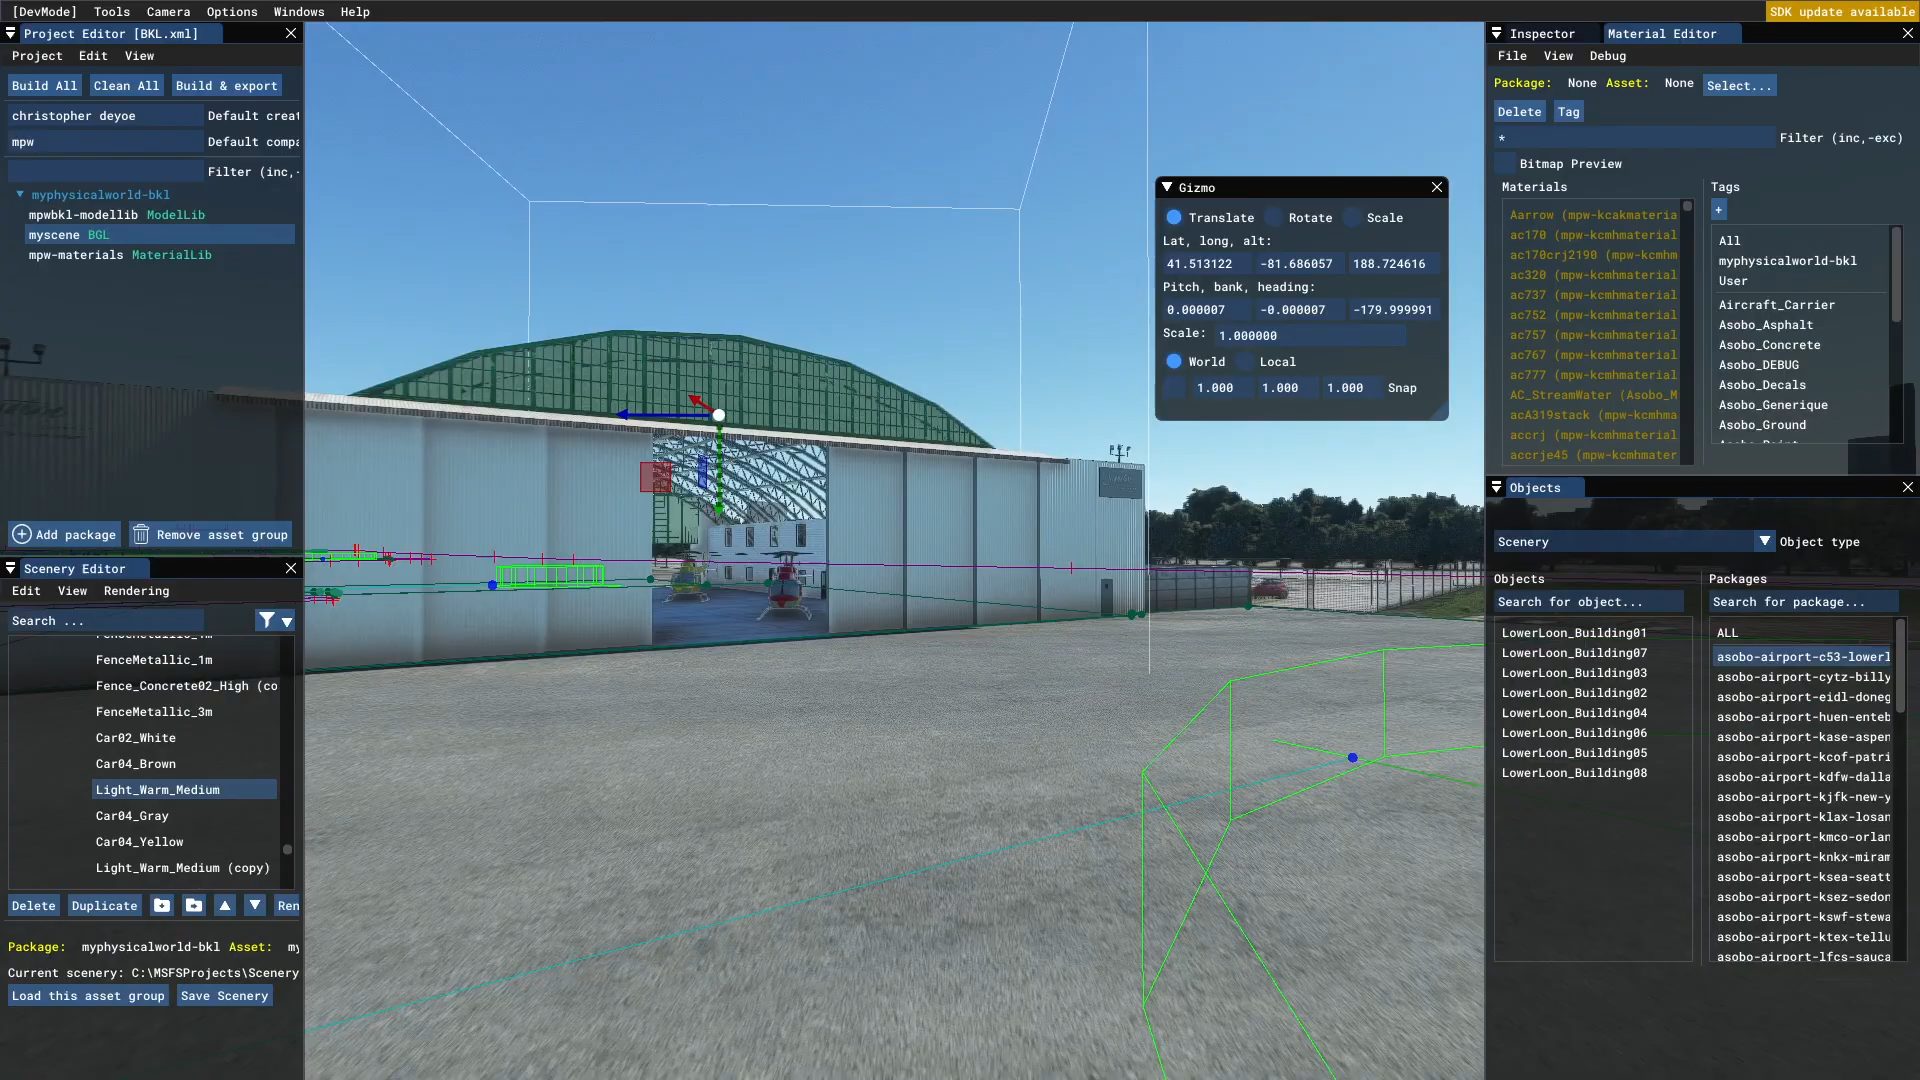 [DevMode] Tools Camera Options Windows Help
SDK update available
Project Editor [BKL.xml]
Project Edit View
Build All Clean All Build & export
christopher deyoe Default creat
mpw Default compa
Filter (inc,-
myphysicalworld-bkl
mpwbkl-modellib ModelLib
myscene BGL
mpw-materials MaterialLib
Add package Remove asset group
Scenery Editor
Edit View Rendering
Search ...
FenceMetallic_1m
Fence_Concrete02_High (co
FenceMetallic_3m
Car02_White
Car04_Brown
Light_Warm_Medium
Car04_Gray
Car04_Yellow
Light_Warm_Medium (copy)
Delete Duplicate Ren
Package: myphysicalworld-bkl Asset: my
Current scenery: C:\MSFSProjects\Scenery
Load this asset group Save Scenery
Gizmo
Translate Rotate Scale
Lat, long, alt:
41.513122 -81.686057 188.724616
Pitch, bank, heading:
0.000007 -0.000007 -179.999991
Scale: 1.000000
World Local
1.000 1.000 1.000 Snap
Inspector Material Editor
File View Debug
Package: None Asset: None Select...
Delete Tag
* Filter (inc,-exc)
Bitmap Preview
Materials
Aarrow (mpw-kcakmateria
ac170 (mpw-kcmhmaterial
ac170crj2190 (mpw-kcmhm
ac320 (mpw-kcmhmaterial
ac737 (mpw-kcmhmaterial
ac752 (mpw-kcmhmaterial
ac757 (mpw-kcmhmaterial
ac767 (mpw-kcmhmaterial
ac777 (mpw-kcmhmaterial
AC_StreamWater (Asobo_M
acA319stack (mpw-kcmhma
accrj (mpw-kcmhmaterial
accrje45 (mpw-kcmhmater
Tags
+
All
myphysicalworld-bkl
User
Aircraft_Carrier
Asobo_Asphalt
Asobo_Concrete
Asobo_DEBUG
Asobo_Decals
Asobo_Generique
Asobo_Ground
Objects
Scenery Object type
Objects
Search for object...
LowerLoon_Building01
LowerLoon_Building07
LowerLoon_Building03
LowerLoon_Building02
LowerLoon_Building04
LowerLoon_Building06
LowerLoon_Building05
LowerLoon_Building08
Packages
Search for package...
ALL
asobo-airport-c53-lowerl
asobo-airport-cytz-billy
asobo-airport-eidl-doneg
asobo-airport-huen-enteb
asobo-airport-kase-aspen
asobo-airport-kcof-patri
asobo-airport-kdfw-dalla
asobo-airport-kjfk-new-y
asobo-airport-klax-losan
asobo-airport-kmco-orlan
asobo-airport-knkx-miram
asobo-airport-ksea-seatt
asobo-airport-ksez-sedon
asobo-airport-kswf-stewa
asobo-airport-ktex-tellu
asobo-airport-lfcs-sauca